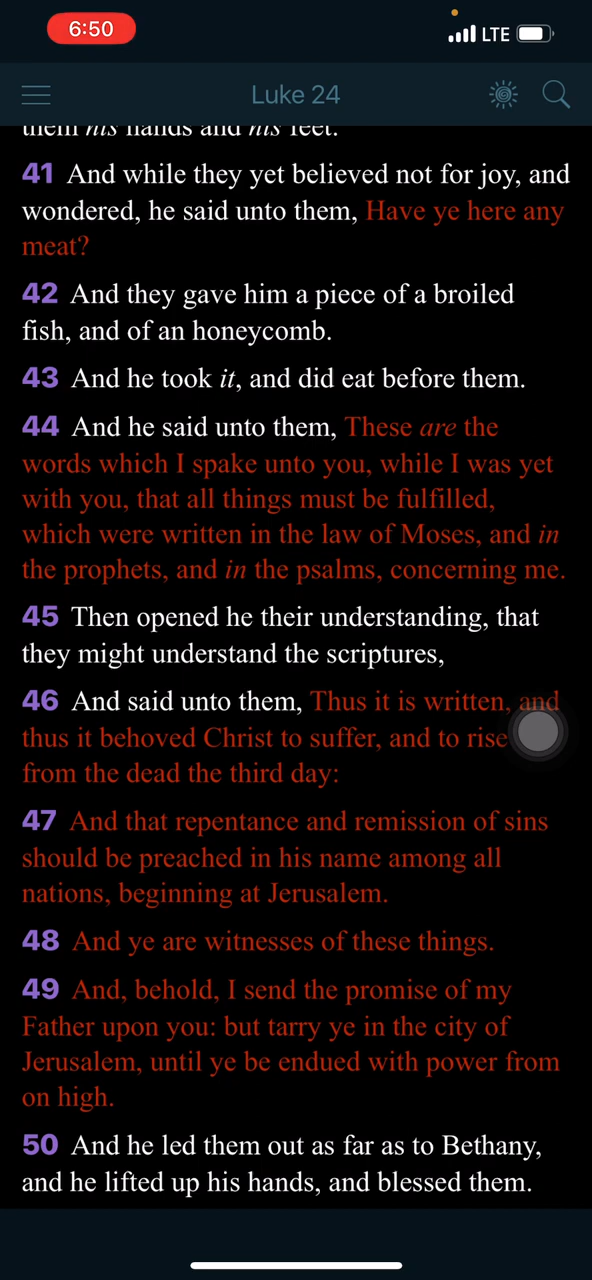 6:50
LTE
Luke 24
them his hands and his feet.
41 And while they yet believed not for joy, and
wondered, he said unto them, Have ye here any
meat?
42 And they gave him a piece of a broiled
fish, and of an honeycomb.
43 And he took it, and did eat before them.
44 And he said unto them, These are the
words which I spake unto you, while I was yet
with you, that all things must be fulfilled,
which were written in the law of Moses, and in
the prophets, and in the psalms, concerning me.
45 Then opened he their understanding, that
they might understand the scriptures,
46 And said unto them, Thus it is written, and
thus it behoved Christ to suffer, and to rise
from the dead the third day:
47 And that repentance and remission of sins
should be preached in his name among all
nations, beginning at Jerusalem.
48 And ye are witnesses of these things.
49 And, behold, I send the promise of my
Father upon you: but tarry ye in the city of
Jerusalem, until ye be endued with power from
on high.
50 And he led them out as far as to Bethany,
and he lifted up his hands, and blessed them.